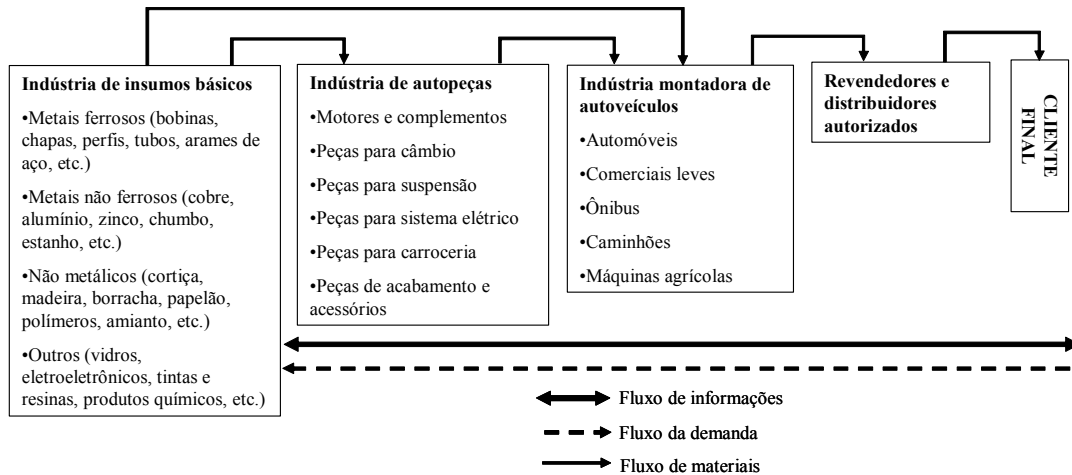 Indústria de insumos básicos
•Metais ferrosos (bobinas,
chapas, perfis, tubos, arames de
aço, etc.)
•Metais não ferrosos (cobre,
alumínio, zinco, chumbo,
estanho, etc.)
•Não metálicos (cortiça,
madeira, borracha, papelão,
polímeros, amianto, etc.)
•Outros (vidros,
eletroeletrônicos, tintas e
resinas, produtos químicos, etc.)
Indústria de autopeças
•Motores e complementos
•Peças para câmbio
•Peças para suspensão
•Peças para sistema elétrico
•Peças para carroceria
•Peças de acabamento e
acessórios
Indústria montadora de
autoveículos
•Automóveis
•Comerciais leves
•Ônibus
•Caminhões
•Máquinas agrícolas
Revendedores e
distribuidores
autorizados
CLIENTE
FINAL
Fluxo de informações
Fluxo da demanda
Fluxo de materiais